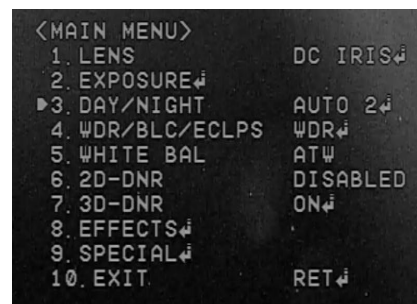 <MAIN MENU>
1. LENS DC IRIS↲
2. EXPOSURE↲
3. DAY/NIGHT AUTO 2↲
4. WDR/BLC/ECLPS WDR↲
5. WHITE BAL ATW
6. 2D-DNR DISABLED
7. 3D-DNR ON↲
8. EFFECTS↲
9. SPECIAL↲
10. EXIT RET↲